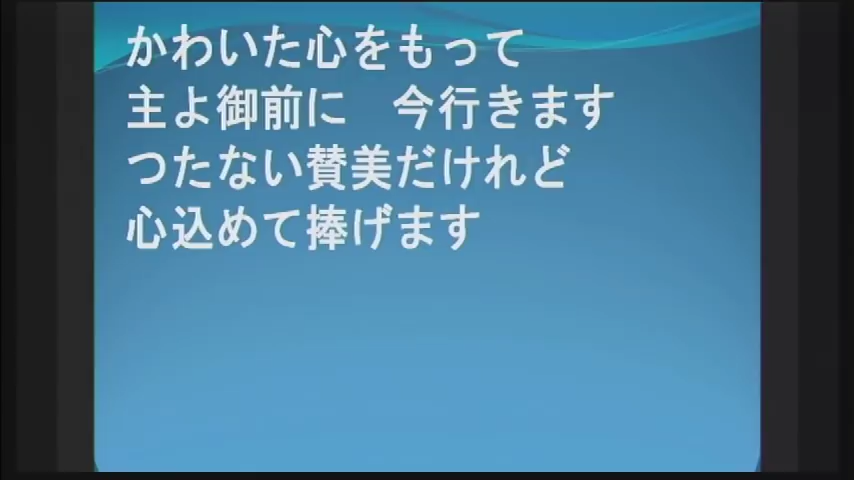 かわいた心をもって
主よ御前に　今行きます
つたない賛美だけれど
心込めて捧げます